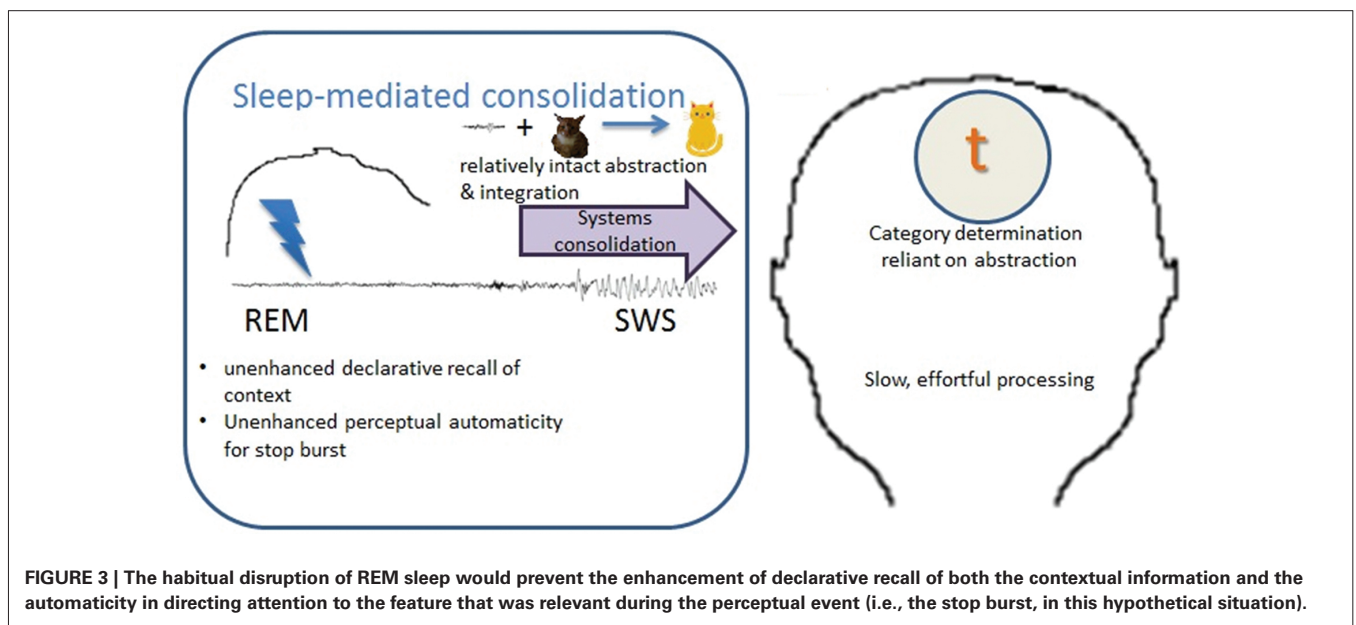 Sleep-mediated consolidation
+
relatively intact abstraction
& integration
Systems
consolidation
REM
SWS
• unenhanced declarative recall of
context
• Unenhanced perceptual automaticity
for stop burst
t
Category determination
reliant on abstraction
Slow, effortful processing
FIGURE 3 | The habitual disruption of REM sleep would prevent the enhancement of declarative recall of both the contextual information and the
automaticity in directing attention to the feature that was relevant during the perceptual event (i.e., the stop burst, in this hypothetical situation).